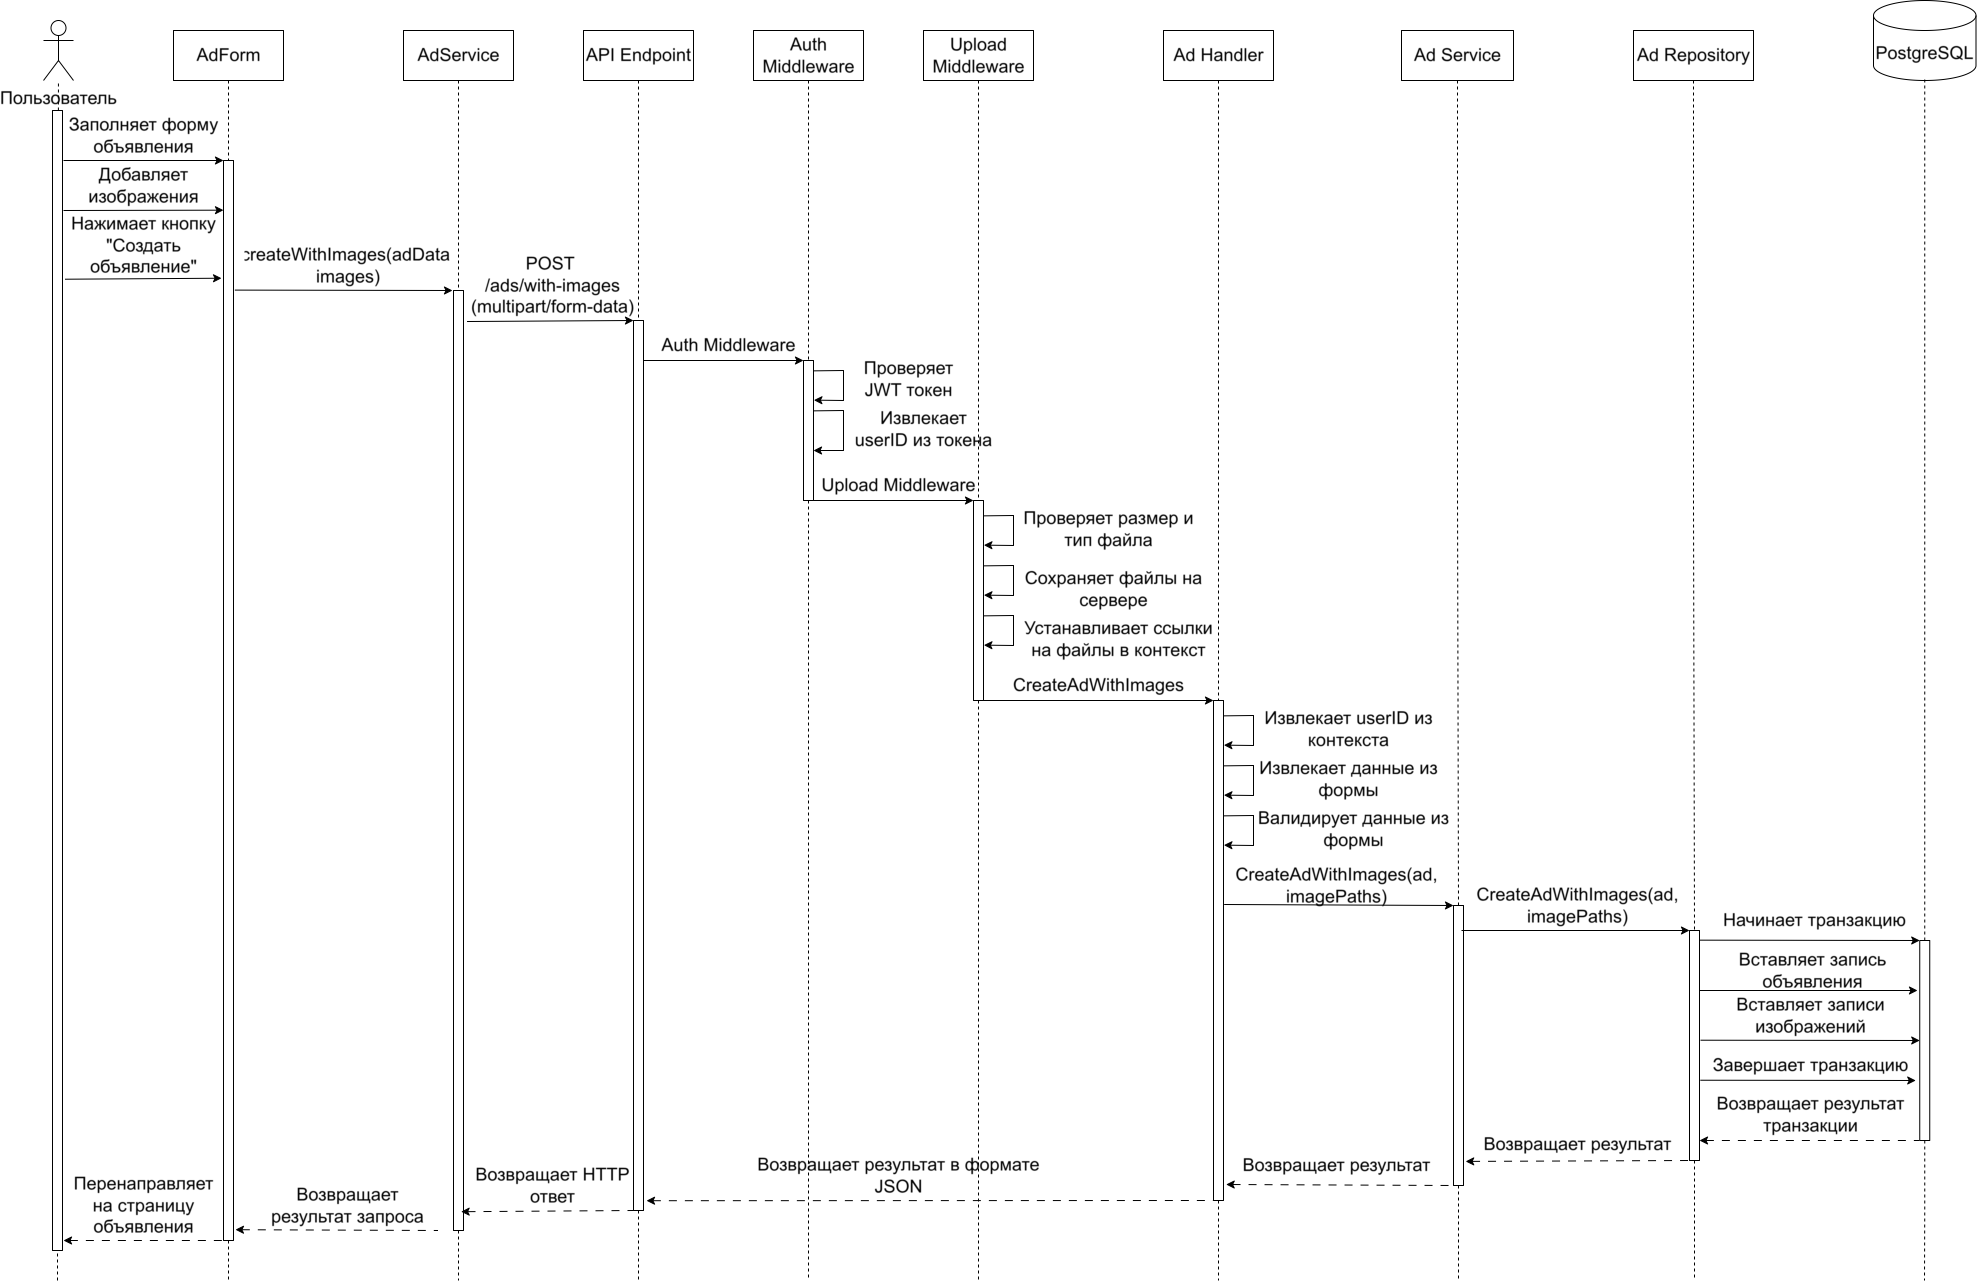 Пользователь
AdForm
AdService
API Endpoint
Auth
Middleware
Upload
Middleware
Ad Handler
Ad Service
Ad Repository
PostgreSQL
Заполняет форму
объявления
Добавляет
изображения
Нажимает кнопку
"Создать
объявление"
createWithImages(adData
images)
POST
/ads/with-images
(multipart/form-data)
Auth Middleware
Проверяет
JWT токен
Извлекает
userID из токена
Upload Middleware
Проверяет размер и
тип файла
Сохраняет файлы на
сервере
Устанавливает ссылки
на файлы в контекст
CreateAdWithImages
Извлекает userID из
контекста
Извлекает данные из
формы
Валидирует данные из
формы
CreateAdWithImages(ad,
imagePaths)
CreateAdWithImages(ad,
imagePaths)
Начинает транзакцию
Вставляет запись
объявления
Вставляет записи
изображений
Завершает транзакцию
Возвращает результат
транзакции
Возвращает результат
Возвращает результат
Возвращает результат в формате
JSON
Возвращает HTTP
ответ
Возвращает
результат запроса
Перенаправляет
на страницу
объявления